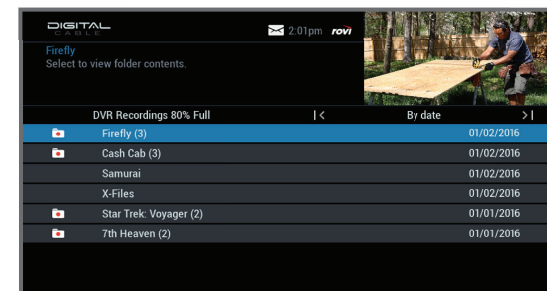 DIGITAL
CABLE
2:01pm rovi
Firefly
Select to view folder contents.
DVR Recordings 80% Full |< By date >|
Firefly (3) 01/02/2016
Cash Cab (3) 01/02/2016
Samurai 01/02/2016
X-Files 01/02/2016
Star Trek: Voyager (2) 01/01/2016
7th Heaven (2) 01/01/2016